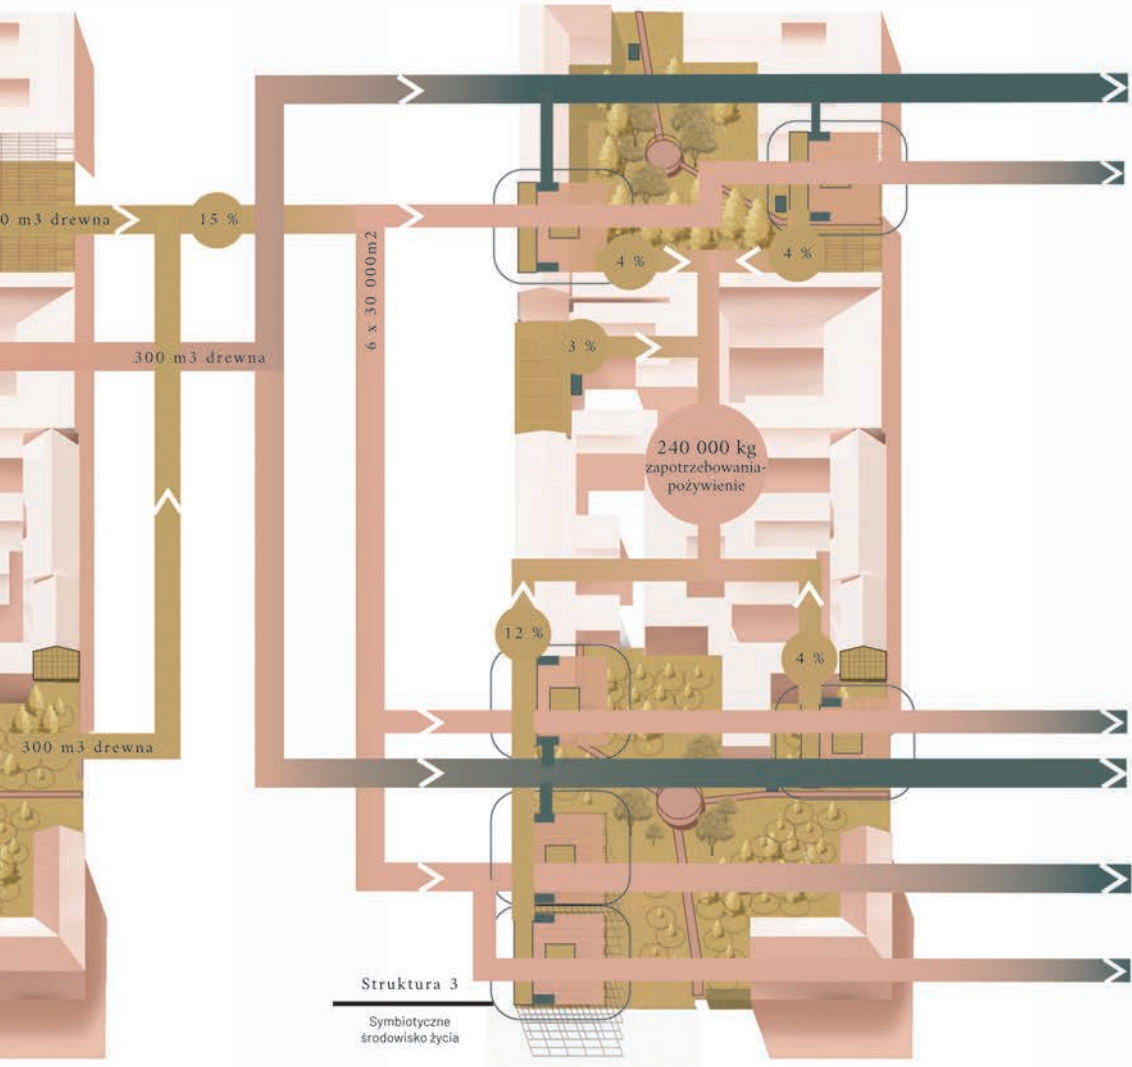 0 m3 drewna
15 %
6 x 30 000m2
4 %
4 %
3 %
300 m3 drewna
240 000 kg
zapotrzebowania-
pożywienie
12 %
4 %
300 m3 drewna
Struktura 3
Symbiotyczne
środowisko życia